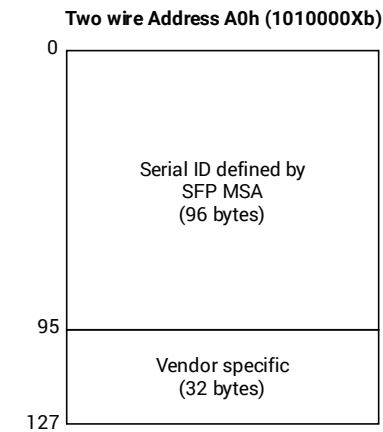 Two wire Address A0h (1010000Xb)
0
Serial ID defined by
SFP MSA
(96 bytes)
95
Vendor specific
(32 bytes)
127